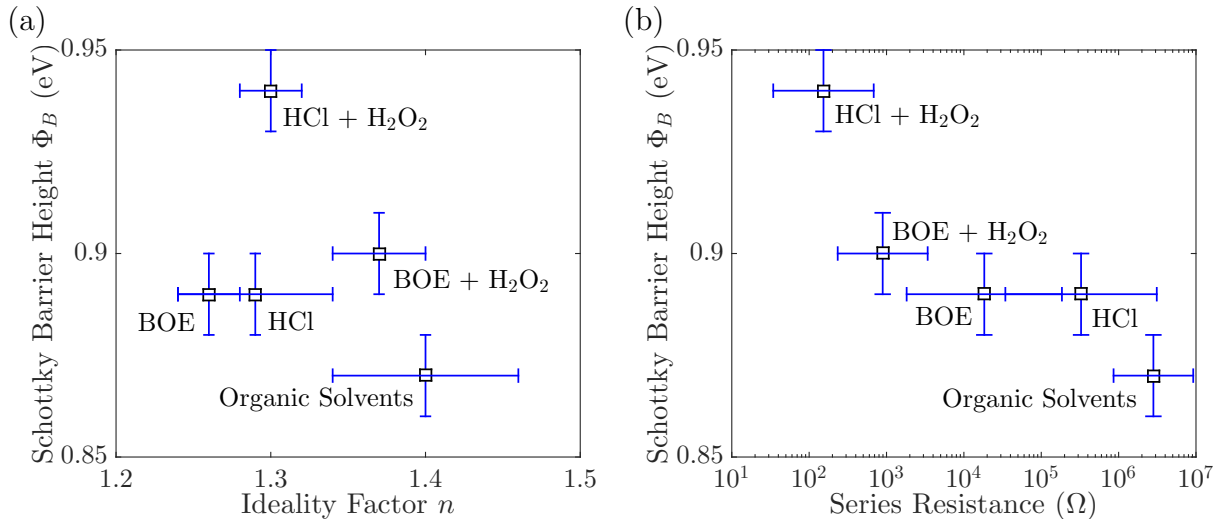 (a)
Schottky Barrier Height Φ_B (eV)
0.95
0.9
0.85
HCl + H₂O₂
BOE + H₂O₂
BOE
HCl
Organic Solvents
1.2
1.3
1.4
1.5
Ideality Factor n
(b)
Schottky Barrier Height Φ_B (eV)
0.95
0.9
0.85
HCl + H₂O₂
BOE + H₂O₂
BOE
HCl
Organic Solvents
10¹
10²
10³
10⁴
10⁵
10⁶
10⁷
Series Resistance (Ω)